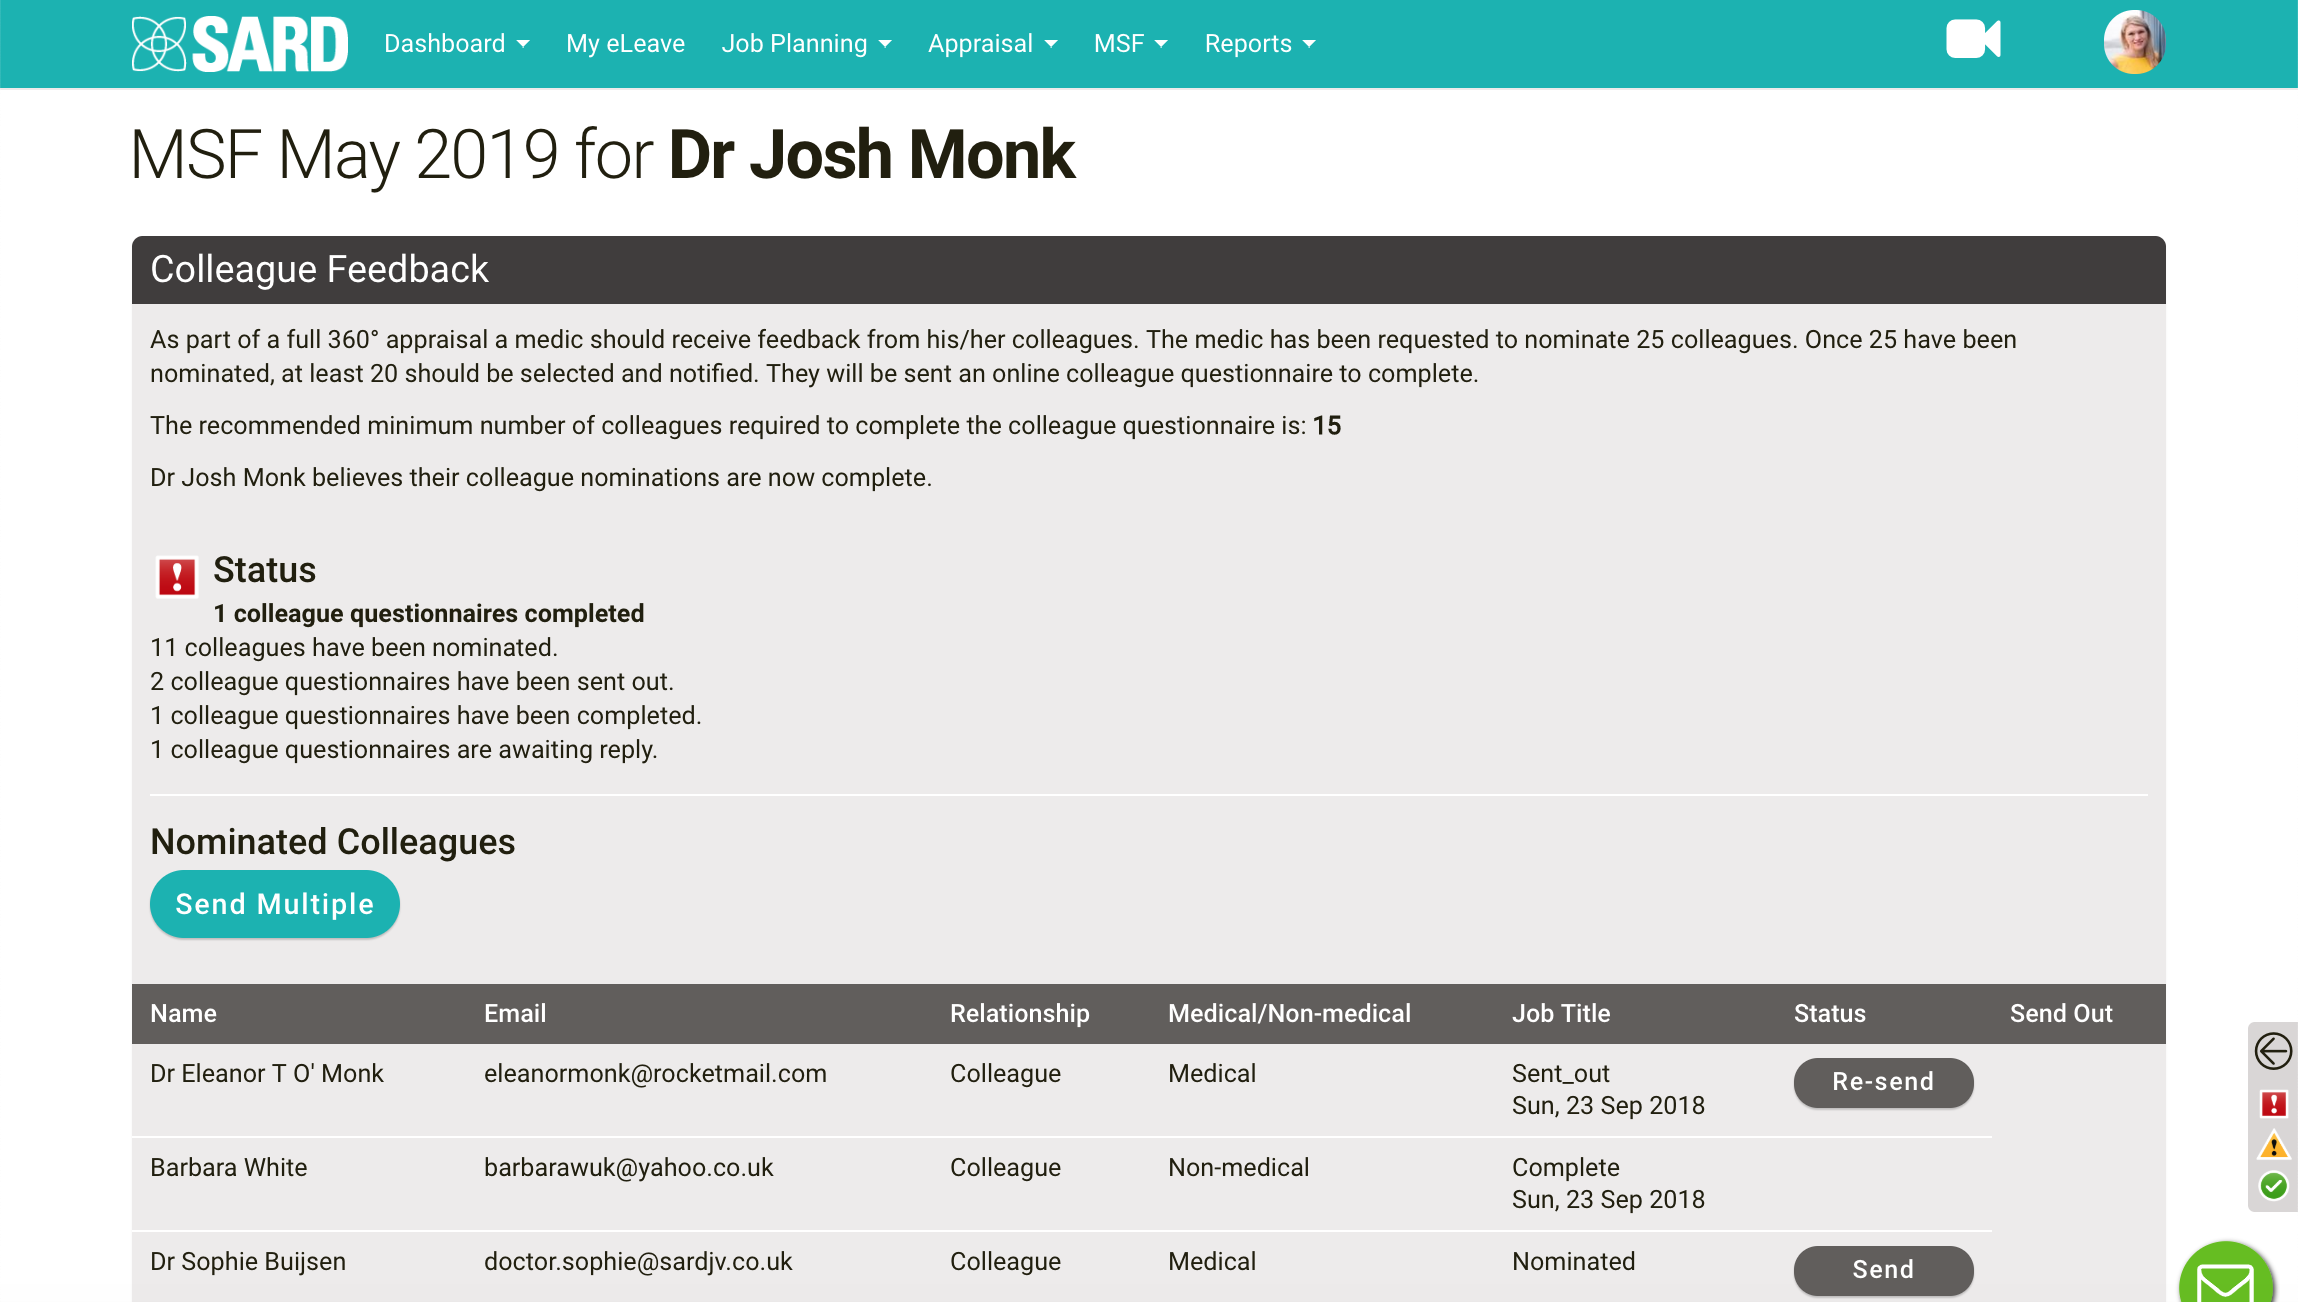 SARD Dashboard My eLeave Job Planning Appraisal MSF Reports
MSF May 2019 for Dr Josh Monk
Colleague Feedback
As part of a full 360° appraisal a medic should receive feedback from his/her colleagues. The medic has been requested to nominate 25 colleagues. Once 25 have been
nominated, at least 20 should be selected and notified. They will be sent an online colleague questionnaire to complete.
The recommended minimum number of colleagues required to complete the colleague questionnaire is: 15
Dr Josh Monk believes their colleague nominations are now complete.
Status
1 colleague questionnaires completed
11 colleagues have been nominated.
2 colleague questionnaires have been sent out.
1 colleague questionnaires have been completed.
1 colleague questionnaires are awaiting reply.
Nominated Colleagues
Send Multiple
Name Email Relationship Medical/Non-medical Job Title Status Send Out
Dr Eleanor T O' Monk eleanormonk@rocketmail.com Colleague Medical Sent_out Re-send
Sun, 23 Sep 2018
Barbara White barbarawuk@yahoo.co.uk Colleague Non-medical Complete
Sun, 23 Sep 2018
Dr Sophie Buijsen doctor.sophie@sardjv.co.uk Colleague Medical Nominated Send